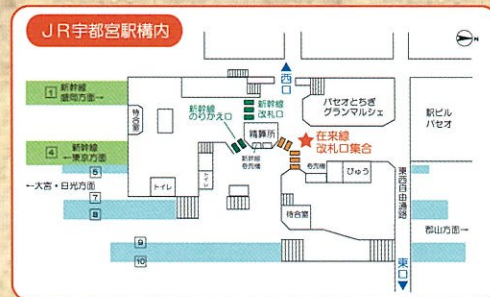 JR宇都宮駅構内
N
西口
1
新幹線
盛岡方面→
待合室
新幹線
のりかえ口
新幹線
改札口
精算所
パセオとちぎ
グランマルシェ
駅ビル
パセオ
在来線
改札口集合
4
新幹線
←東京方面
5
新幹線
券売機
券売機
びゅう
東西自由通路
←大宮・日光方面
トイレ
トイレ
7
8
待合室
郡山方面→
9
10
東口